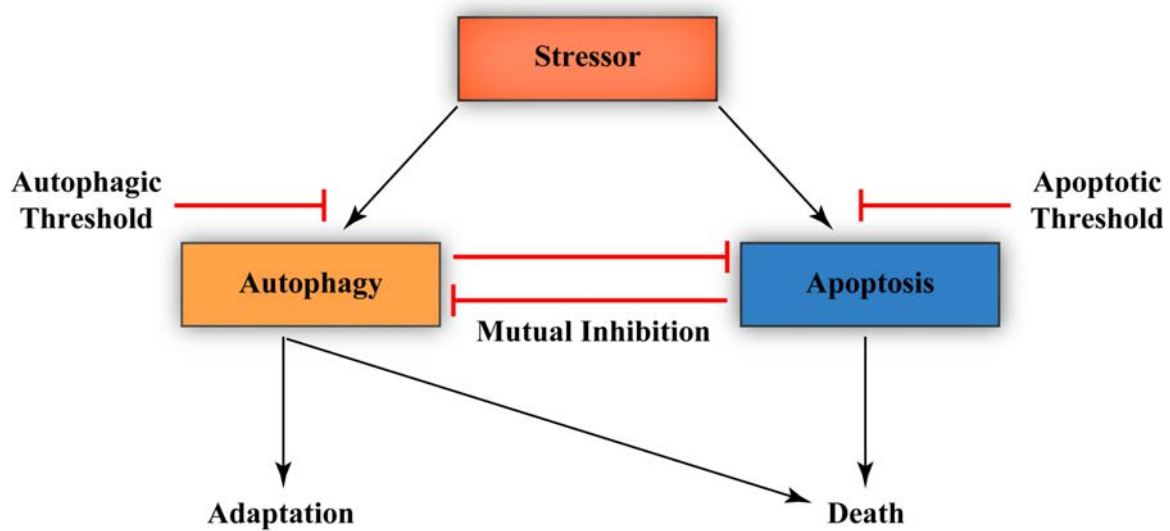 Stressor
Autophagic
Threshold
Apoptotic
Threshold
Autophagy
Apoptosis
Mutual Inhibition
Adaptation
Death